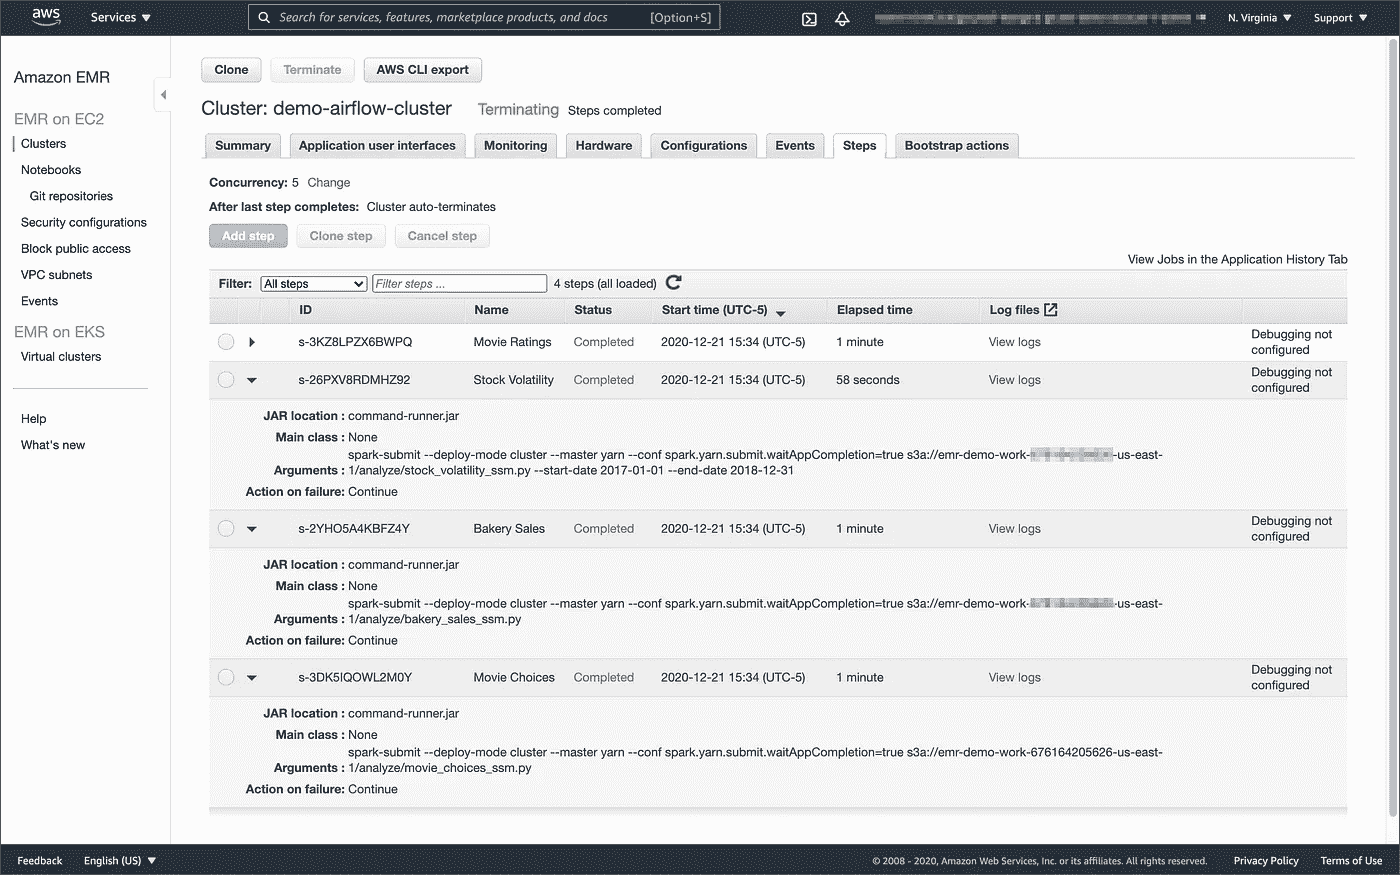 aws Services Search for services, features, marketplace products, and docs [Option+S] N. Virginia Support
Amazon EMR
EMR on EC2
Clusters
Notebooks
Git repositories
Security configurations
Block public access
VPC subnets
Events
EMR on EKS
Virtual clusters
Help
What's new
Clone Terminate AWS CLI export
Cluster: demo-airflow-cluster Terminating Steps completed
Summary Application user interfaces Monitoring Hardware Configurations Events Steps Bootstrap actions
Concurrency: 5 Change
After last step completes: Cluster auto-terminates
Add step Clone step Cancel step
View Jobs in the Application History Tab
Filter: All steps Filter steps ... 4 steps (all loaded)
ID Name Status Start time (UTC-5) Elapsed time Log files
s-3KZ8LPZX6BWPQ Movie Ratings Completed 2020-12-21 15:34 (UTC-5) 1 minute View logs Debugging not
configured
s-26PXV8RDMHZ92 Stock Volatility Completed 2020-12-21 15:34 (UTC-5) 58 seconds View logs Debugging not
configured
JAR location : command-runner.jar
Main class : None
spark-submit --deploy-mode cluster --master yarn --conf spark.yarn.submit.waitAppCompletion=true s3a://emr-demo-work- -us-east-
Arguments : 1/analyze/stock_volatility_ssm.py --start-date 2017-01-01 --end-date 2018-12-31
Action on failure: Continue
s-2YHO5A4KBFZ4Y Bakery Sales Completed 2020-12-21 15:34 (UTC-5) 1 minute View logs Debugging not
configured
JAR location : command-runner.jar
Main class : None
spark-submit --deploy-mode cluster --master yarn --conf spark.yarn.submit.waitAppCompletion=true s3a://emr-demo-work- -us-east-
Arguments : 1/analyze/bakery_sales_ssm.py
Action on failure: Continue
s-3DK5IQOWL2M0Y Movie Choices Completed 2020-12-21 15:34 (UTC-5) 1 minute View logs Debugging not
configured
JAR location : command-runner.jar
Main class : None
spark-submit --deploy-mode cluster --master yarn --conf spark.yarn.submit.waitAppCompletion=true s3a://emr-demo-work-676164205626-us-east-
Arguments : 1/analyze/movie_choices_ssm.py
Action on failure: Continue
Feedback English (US) © 2008 - 2020, Amazon Web Services, Inc. or its affiliates. All rights reserved. Privacy Policy Terms of Use